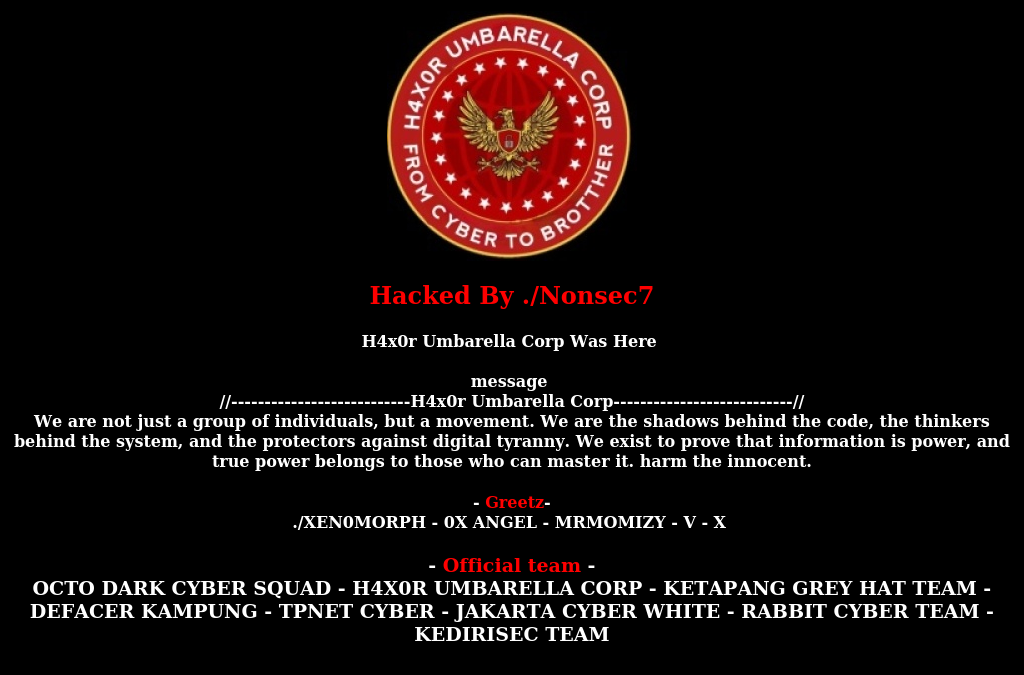 H4X0R UMBARELLA CORP
FROM CYBER TO BROTTHER
Hacked By ./Nonsec7
H4x0r Umbarella Corp Was Here
message
//---------------------------H4x0r Umbarella Corp---------------------------//
We are not just a group of individuals, but a movement. We are the shadows behind the code, the thinkers
behind the system, and the protectors against digital tyranny. We exist to prove that information is power, and
true power belongs to those who can master it. harm the innocent.
- Greetz-
./XEN0MORPH - 0X ANGEL - MRMOMIZY - V - X
- Official team -
OCTO DARK CYBER SQUAD - H4X0R UMBARELLA CORP - KETAPANG GREY HAT TEAM -
DEFACER KAMPUNG - TPNET CYBER - JAKARTA CYBER WHITE - RABBIT CYBER TEAM -
KEDIRISEC TEAM